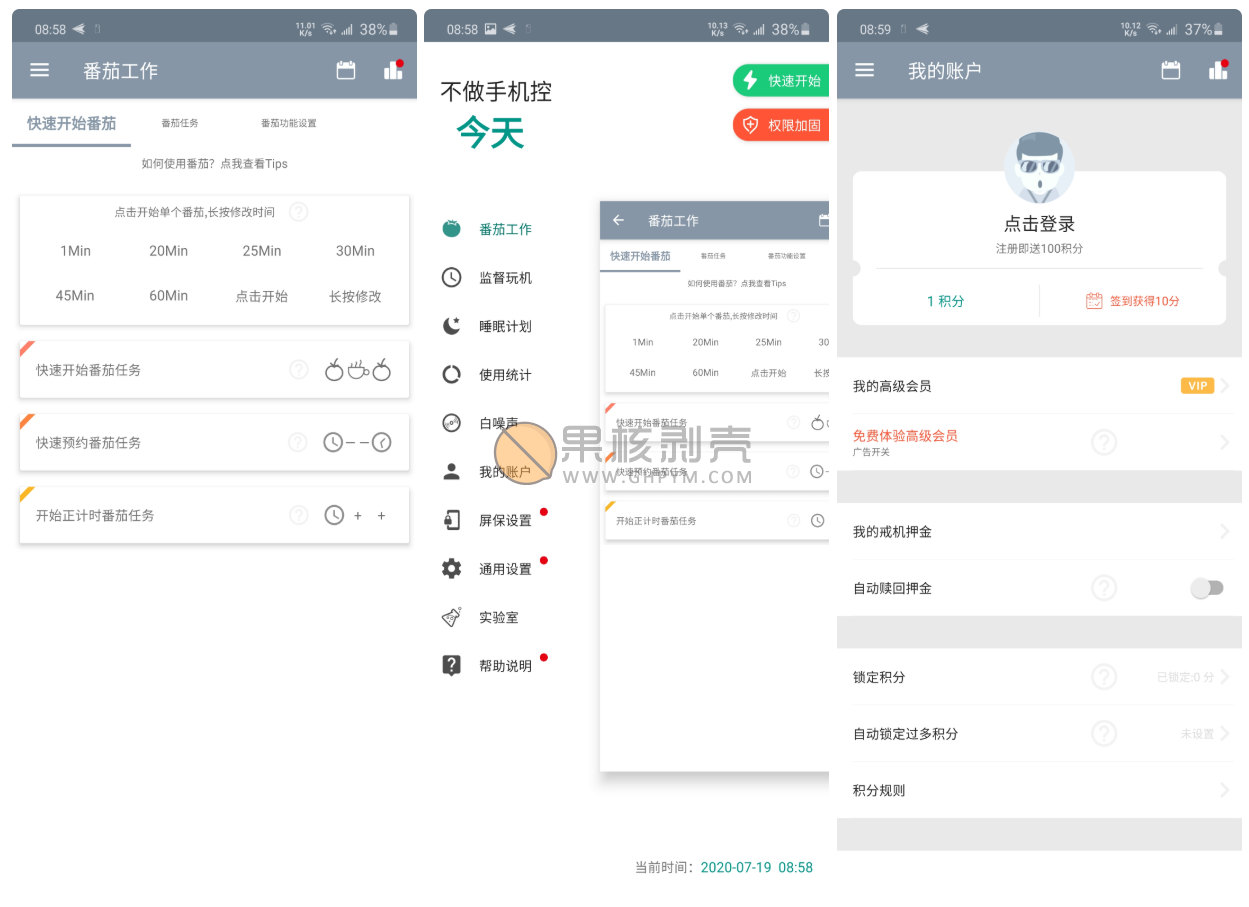 08:58
11.01
K/s
38%
番茄工作
快速开始番茄
番茄任务
番茄功能设置
如何使用番茄？点我查看Tips
点击开始单个番茄,长按修改时间
1Min
20Min
25Min
30Min
45Min
60Min
点击开始
长按修改
快速开始番茄任务
快速预约番茄任务
开始正计时番茄任务
08:58
10.13
K/s
38%
不做手机控
今天
快速开始
权限加固
番茄工作
监督玩机
睡眠计划
使用统计
白噪声
我的账户
屏保设置
通用设置
实验室
帮助说明
番茄工作
快速开始番茄
番茄任务
番茄功能设置
如何使用番茄？点我查看Tips
点击开始单个番茄,长按修改时间
1Min
20Min
25Min
30
45Min
60Min
点击开始
长按
快速开始番茄任务
快速预约番茄任务
开始正计时番茄任务
果核剥壳
WWW.GHPYM.COM
当前时间：2020-07-19 08:58
08:59
10.12
K/s
37%
我的账户
点击登录
注册即送100积分
1 积分
签到获得10分
我的高级会员
VIP
免费体验高级会员
广告开关
我的戒机押金
自动赎回押金
锁定积分
已锁定:0 分
自动锁定过多积分
未设置
积分规则